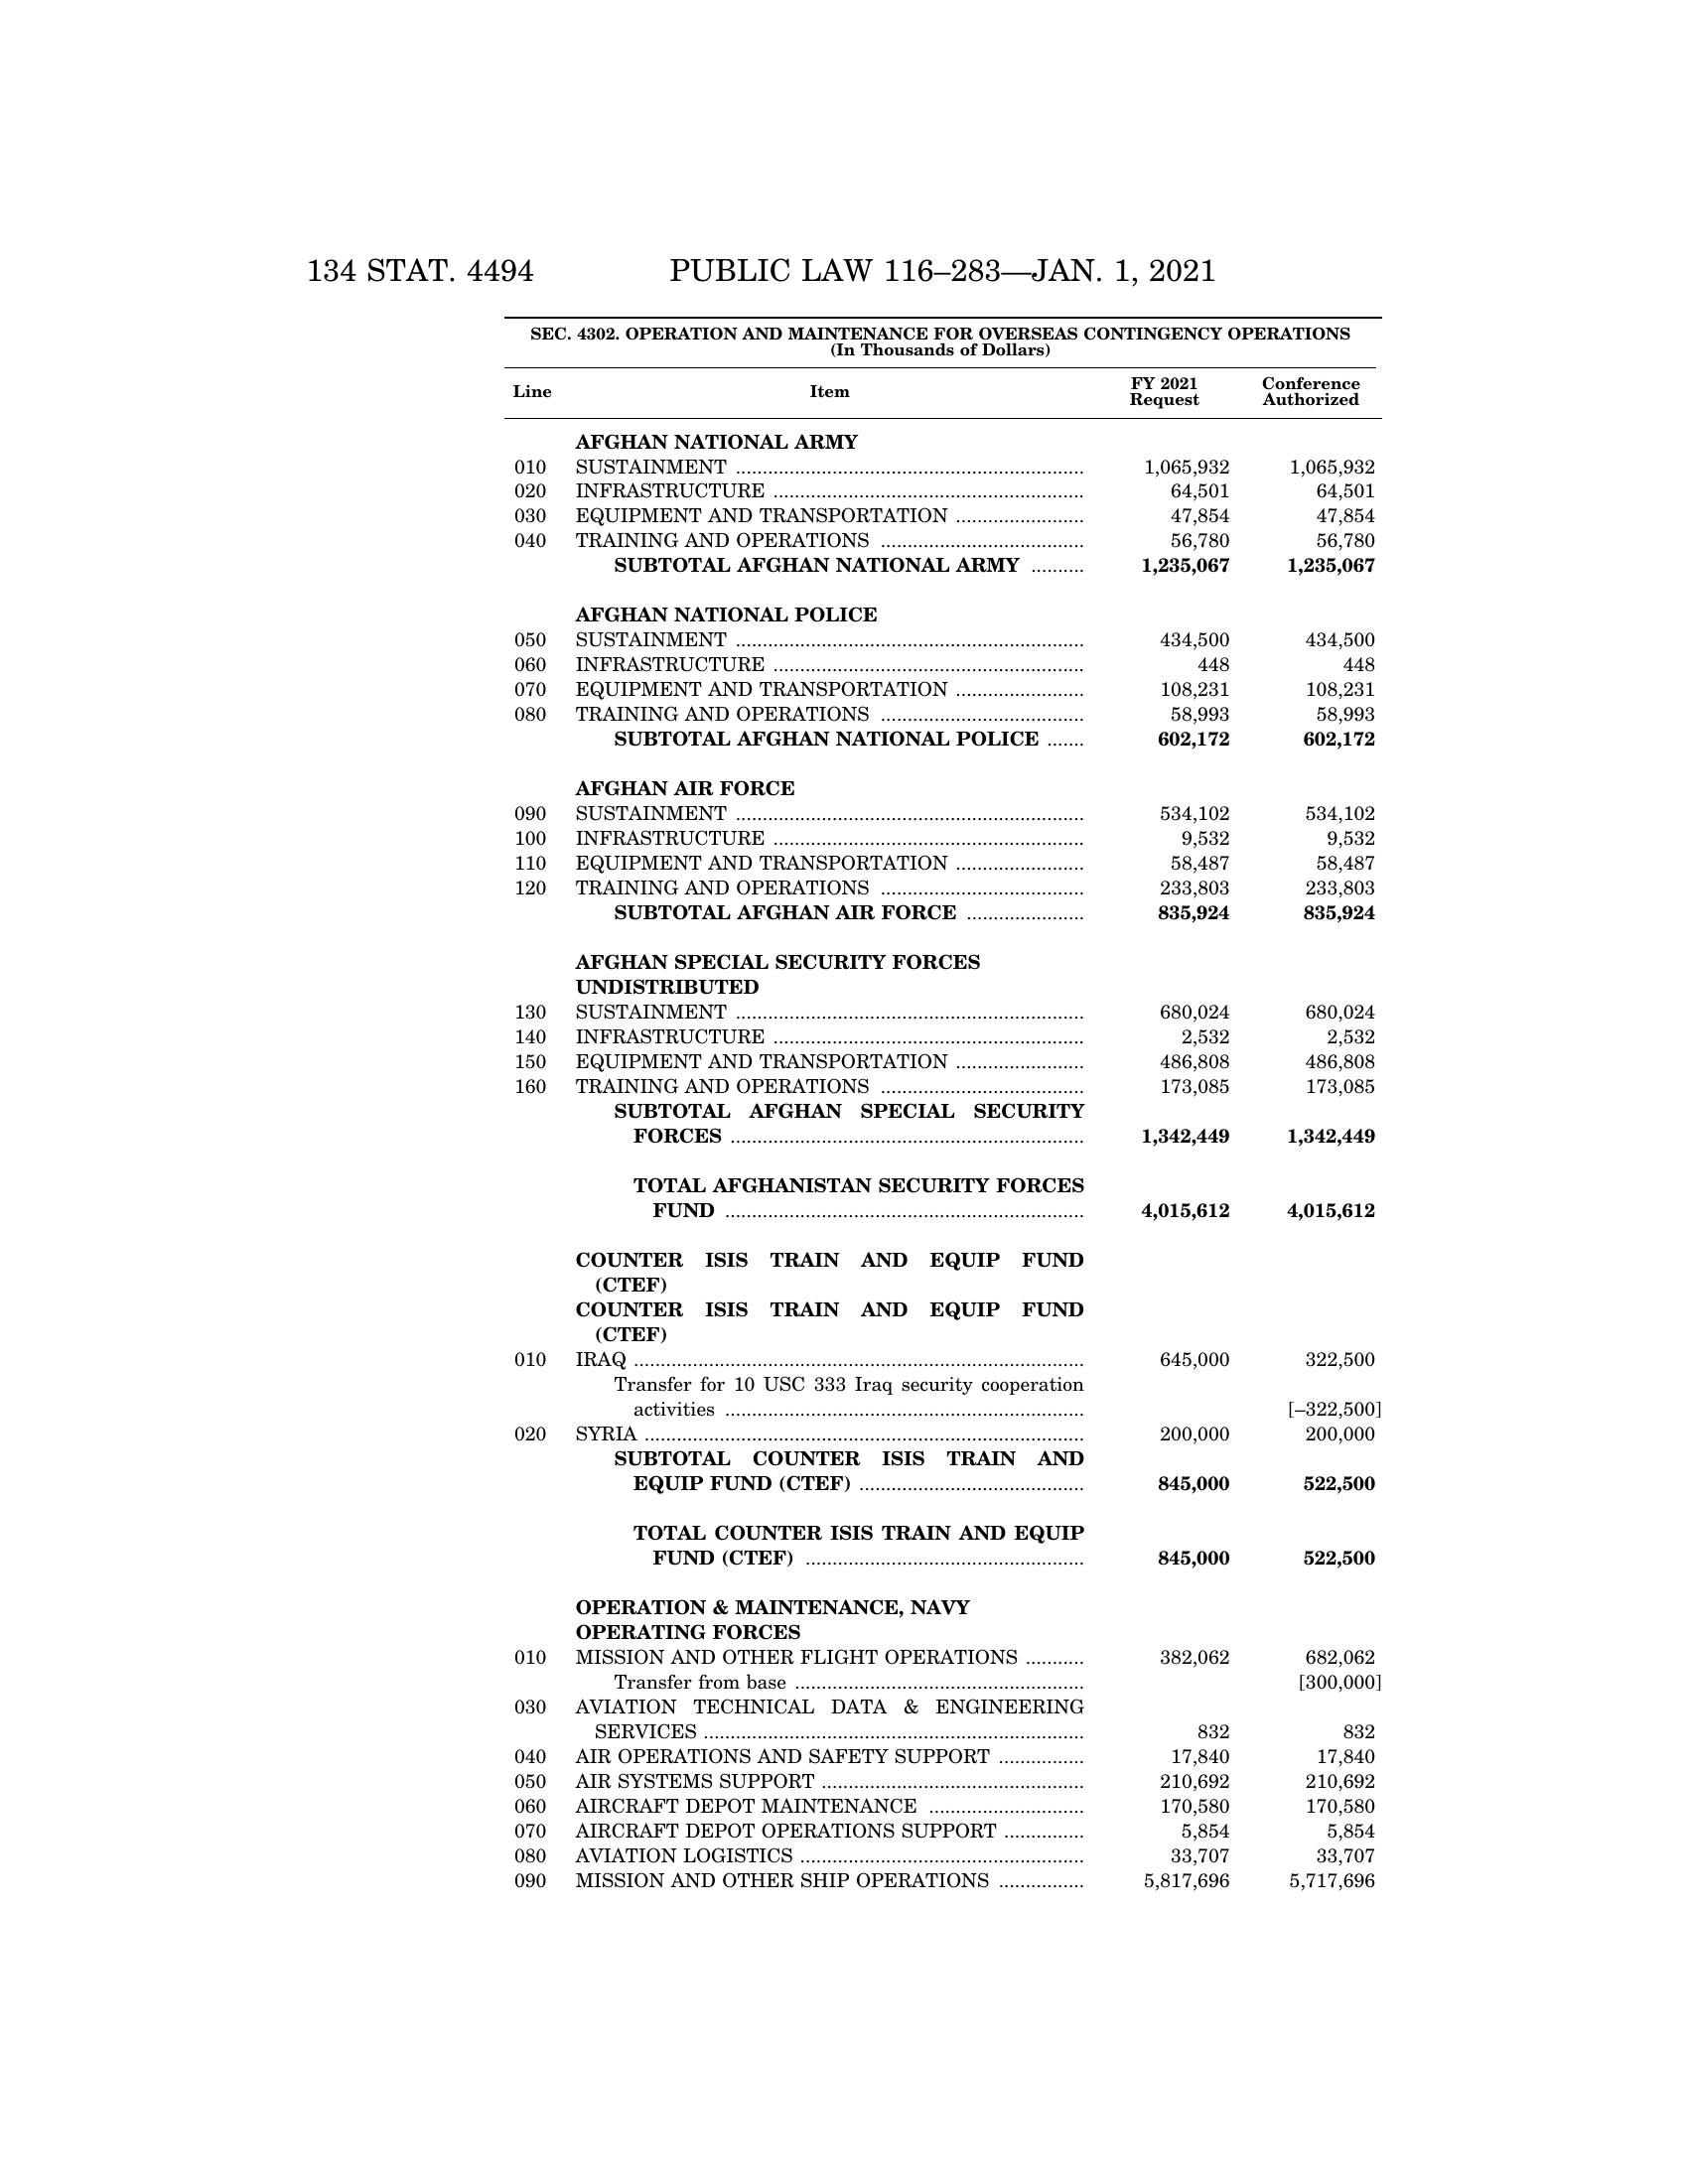 134 STAT. 4494 PUBLIC LAW 116–283—JAN. 1, 2021
SEC. 4302. OPERATION AND MAINTENANCE FOR OVERSEAS CONTINGENCY OPERATIONS
(In Thousands of Dollars)
Line Item FY 2021 Request Conference Authorized
AFGHAN NATIONAL ARMY
010 SUSTAINMENT .................................................................. 1,065,932 1,065,932
020 INFRASTRUCTURE .......................................................... 64,501 64,501
030 EQUIPMENT AND TRANSPORTATION ........................ 47,854 47,854
040 TRAINING AND OPERATIONS ...................................... 56,780 56,780
SUBTOTAL AFGHAN NATIONAL ARMY .......... 1,235,067 1,235,067
AFGHAN NATIONAL POLICE
050 SUSTAINMENT .................................................................. 434,500 434,500
060 INFRASTRUCTURE .......................................................... 448 448
070 EQUIPMENT AND TRANSPORTATION ........................ 108,231 108,231
080 TRAINING AND OPERATIONS ...................................... 58,993 58,993
SUBTOTAL AFGHAN NATIONAL POLICE ....... 602,172 602,172
AFGHAN AIR FORCE
090 SUSTAINMENT .................................................................. 534,102 534,102
100 INFRASTRUCTURE .......................................................... 9,532 9,532
110 EQUIPMENT AND TRANSPORTATION ........................ 58,487 58,487
120 TRAINING AND OPERATIONS ...................................... 233,803 233,803
SUBTOTAL AFGHAN AIR FORCE ...................... 835,924 835,924
AFGHAN SPECIAL SECURITY FORCES
UNDISTRIBUTED
130 SUSTAINMENT .................................................................. 680,024 680,024
140 INFRASTRUCTURE .......................................................... 2,532 2,532
150 EQUIPMENT AND TRANSPORTATION ........................ 486,808 486,808
160 TRAINING AND OPERATIONS ...................................... 173,085 173,085
SUBTOTAL AFGHAN SPECIAL SECURITY
FORCES .................................................................. 1,342,449 1,342,449
TOTAL AFGHANISTAN SECURITY FORCES
FUND ................................................................... 4,015,612 4,015,612
COUNTER ISIS TRAIN AND EQUIP FUND
(CTEF)
COUNTER ISIS TRAIN AND EQUIP FUND
(CTEF)
010 IRAQ .................................................................................... 645,000 322,500
Transfer for 10 USC 333 Iraq security cooperation
activities ................................................................... [–322,500]
020 SYRIA .................................................................................. 200,000 200,000
SUBTOTAL COUNTER ISIS TRAIN AND
EQUIP FUND (CTEF) .......................................... 845,000 522,500
TOTAL COUNTER ISIS TRAIN AND EQUIP
FUND (CTEF) .................................................... 845,000 522,500
OPERATION & MAINTENANCE, NAVY
OPERATING FORCES
010 MISSION AND OTHER FLIGHT OPERATIONS ........... 382,062 682,062
Transfer from base ...................................................... [300,000]
030 AVIATION TECHNICAL DATA & ENGINEERING
SERVICES ....................................................................... 832 832
040 AIR OPERATIONS AND SAFETY SUPPORT ................ 17,840 17,840
050 AIR SYSTEMS SUPPORT ................................................. 210,692 210,692
060 AIRCRAFT DEPOT MAINTENANCE ............................. 170,580 170,580
070 AIRCRAFT DEPOT OPERATIONS SUPPORT ............... 5,854 5,854
080 AVIATION LOGISTICS ..................................................... 33,707 33,707
090 MISSION AND OTHER SHIP OPERATIONS ................ 5,817,696 5,717,696